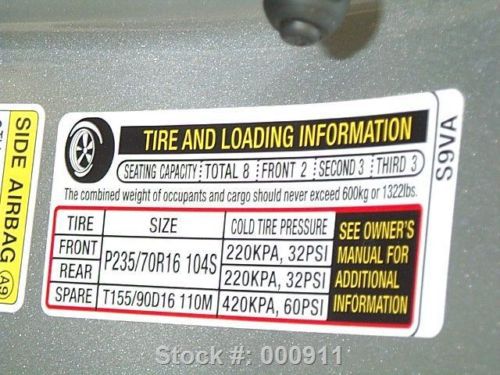 TIRE AND LOADING INFORMATION
SEATING CAPACITY TOTAL 8 FRONT 2 SECOND 3 THIRD 3
The combined weight of occupants and cargo should never exceed 600kg or 1322lbs.
TIRE SIZE COLD TIRE PRESSURE
FRONT P235/70R16 104S 220KPA, 32PSI
REAR 220KPA, 32PSI
SPARE T155/90D16 110M 420KPA, 60PSI
SEE OWNER'S
MANUAL FOR
ADDITIONAL
INFORMATION
S9VA
SIDE AIRBAG A9
Stock #: 000911